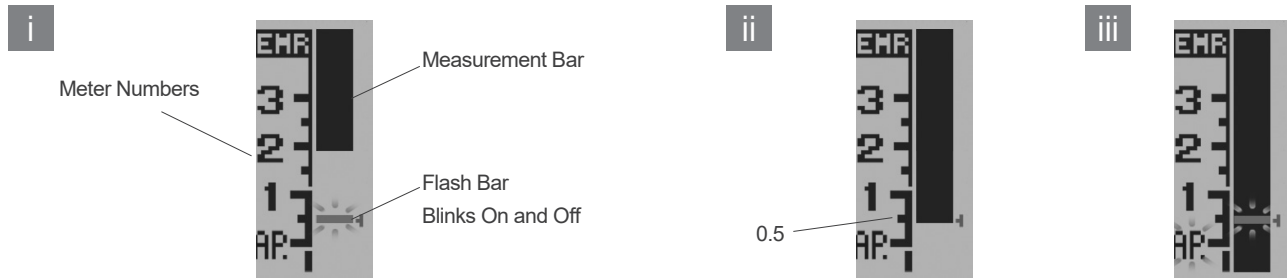 i
EMR
3
2
1
AP.
Meter Numbers
Measurement Bar
Flash Bar
Blinks On and Off
ii
EMR
3
2
1
AP.
0.5
iii
EMR
3
2
1
AP.